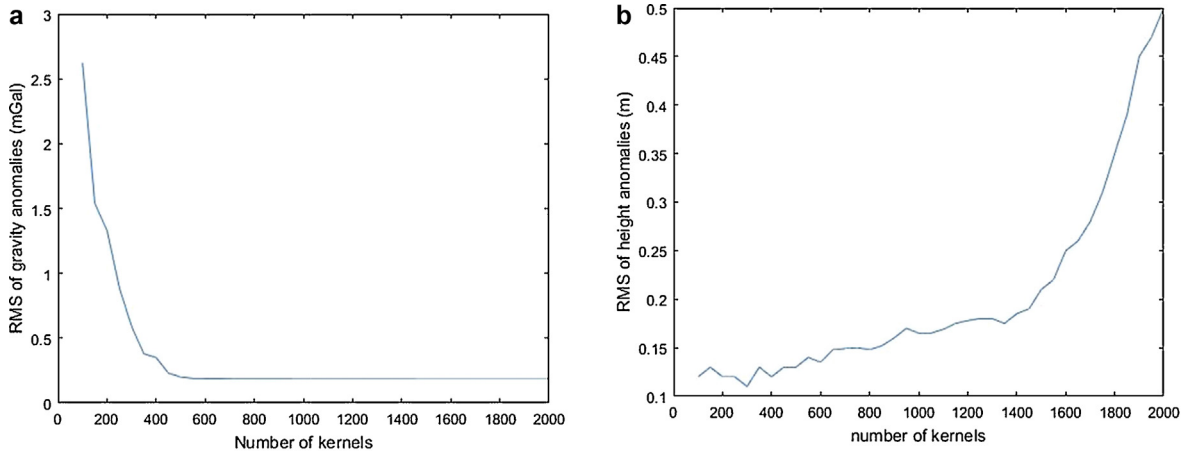 a
3
2.5
2
1.5
1
0.5
0
RMS of gravity anomalies (mGal)
0 200 400 600 800 1000 1200 1400 1600 1800 2000
Number of kernels
b
0.5
0.45
0.4
0.35
0.3
0.25
0.2
0.15
0.1
RMS of height anomalies (m)
0 200 400 600 800 1000 1200 1400 1600 1800 2000
number of kernels